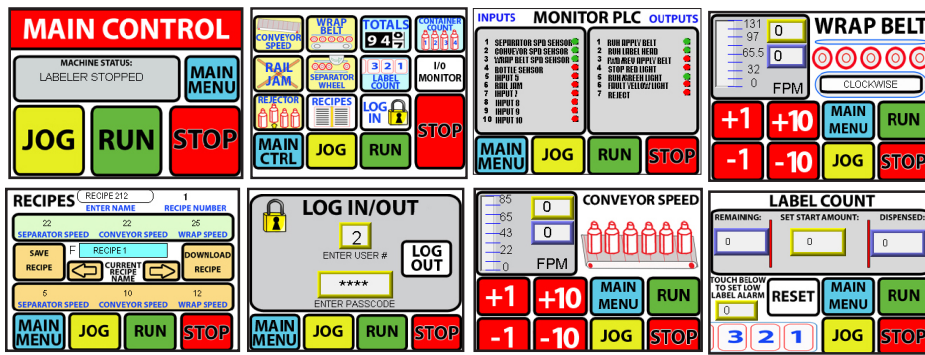 MAIN CONTROL
MACHINE STATUS:
LABELER STOPPED
MAIN
MENU
JOG
RUN
STOP
CONVEYOR
SPEED
WRAP
BELT
TOTALS
CONTAINER
COUNT
RAIL
JAM
SEPARATOR
WHEEL
3 2 1
LABEL
COUNT
I/O
MONITOR
REJECTOR
RECIPES
LOG
IN
STOP
MAIN
CTRL
JOG
RUN
INPUTS
MONITOR PLC
OUTPUTS
1 SEPARATOR SPD SENSOR
2 CONVEYOR SPD SENSOR
3 WRAP BELT SPD SENSOR
4 BOTTLE SENSOR
5 INPUT 5
6 RAIL JAM
7 INPUT 7
8 INPUT 8
9 INPUT 9
10 INPUT 10
1 RUN APPLY BELT
2 RUN LABEL HEAD
3 FWD/REV APPLY BELT
4 STOP RED LIGHT
5 RUN/GREEN LIGHT
6 FAULT YELLOW LIGHT
7 REJECT
MAIN
MENU
JOG
RUN
STOP
WRAP BELT
131
97
65.5
32
0
0
0
FPM
CLOCKWISE
+1
+10
MAIN
MENU
RUN
-1
-10
JOG
STOP
RECIPES
RECIPE 212
ENTER NAME
1
RECIPE NUMBER
22
SEPARATOR SPEED
22
CONVEYOR SPEED
25
WRAP SPEED
SAVE
RECIPE
F
RECIPE 1
CURRENT
RECIPE
NAME
DOWNLOAD
RECIPE
5
SEPARATOR SPEED
10
CONVEYOR SPEED
12
WRAP SPEED
MAIN
MENU
JOG
RUN
STOP
LOG IN/OUT
2
ENTER USER #
LOG
OUT
****
ENTER PASSCODE
MAIN
MENU
JOG
RUN
STOP
CONVEYOR SPEED
85
65
43
22
0
0
0
FPM
+1
+10
MAIN
MENU
RUN
-1
-10
JOG
STOP
LABEL COUNT
REMAINING:
SET START AMOUNT:
DISPENSED:
0
0
0
TOUCH BELOW
TO SET LOW
LABEL ALARM
0
RESET
MAIN
MENU
RUN
3 2 1
JOG
STOP